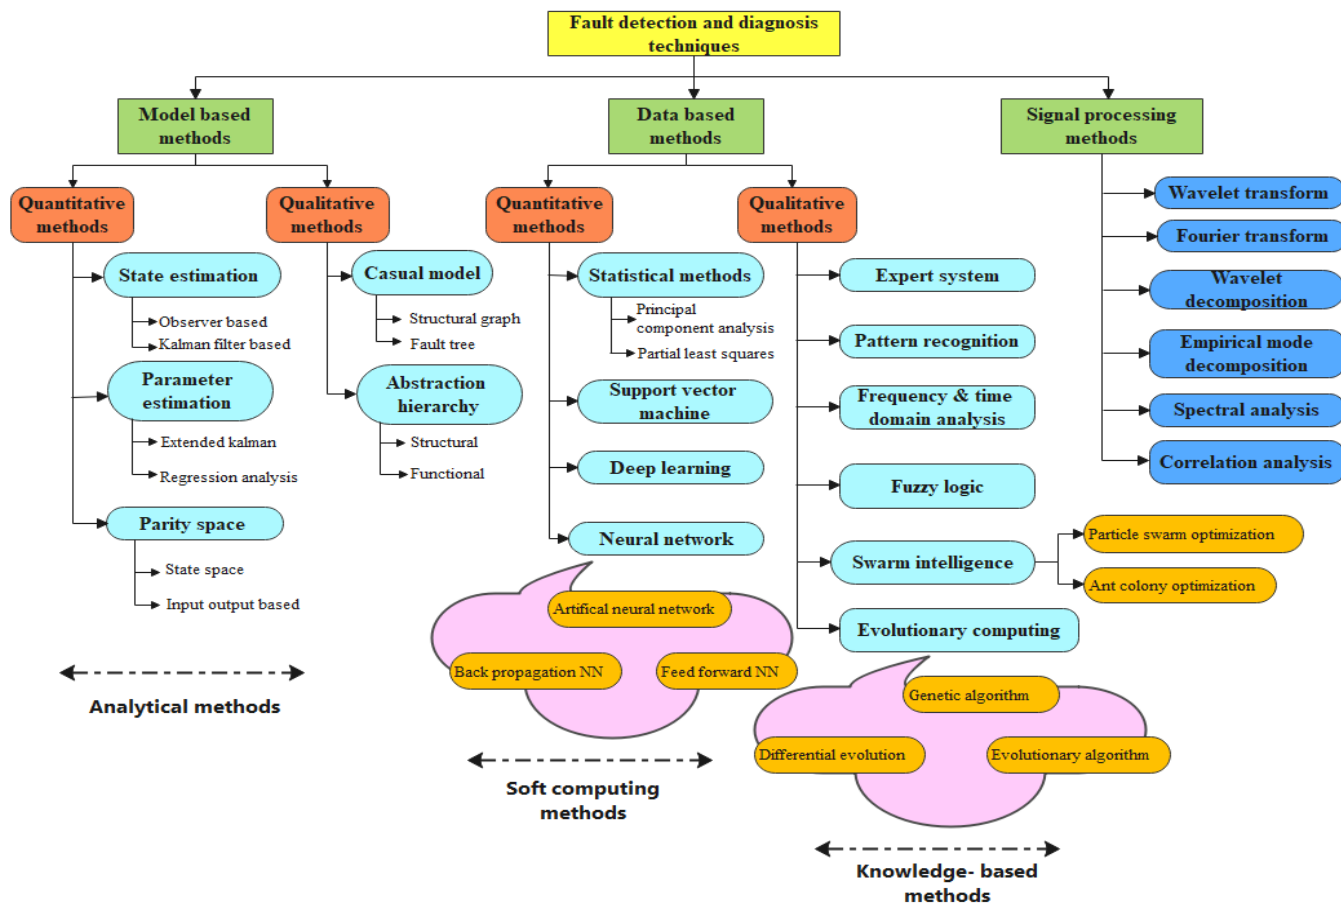 Fault detection and diagnosis
techniques
Model based
methods
Data based
methods
Signal processing
methods
Quantitative
methods
Qualitative
methods
Quantitative
methods
Qualitative
methods
State estimation
Observer based
Kalman filter based
Parameter
estimation
Extended kalman
Regression analysis
Parity space
State space
Input output based
Analytical methods
Casual model
Structural graph
Fault tree
Abstraction
hierarchy
Structural
Functional
Statistical methods
Principal
component analysis
Partial least squares
Support vector
machine
Deep learning
Neural network
Artifical neural network
Back propagation NN
Feed forward NN
Soft computing
methods
Expert system
Pattern recognition
Frequency & time
domain analysis
Fuzzy logic
Swarm intelligence
Particle swarm optimization
Ant colony optimization
Evolutionary computing
Genetic algorithm
Differential evolution
Evolutionary algorithm
Knowledge- based
methods
Wavelet transform
Fourier transform
Wavelet
decomposition
Empirical mode
decomposition
Spectral analysis
Correlation analysis